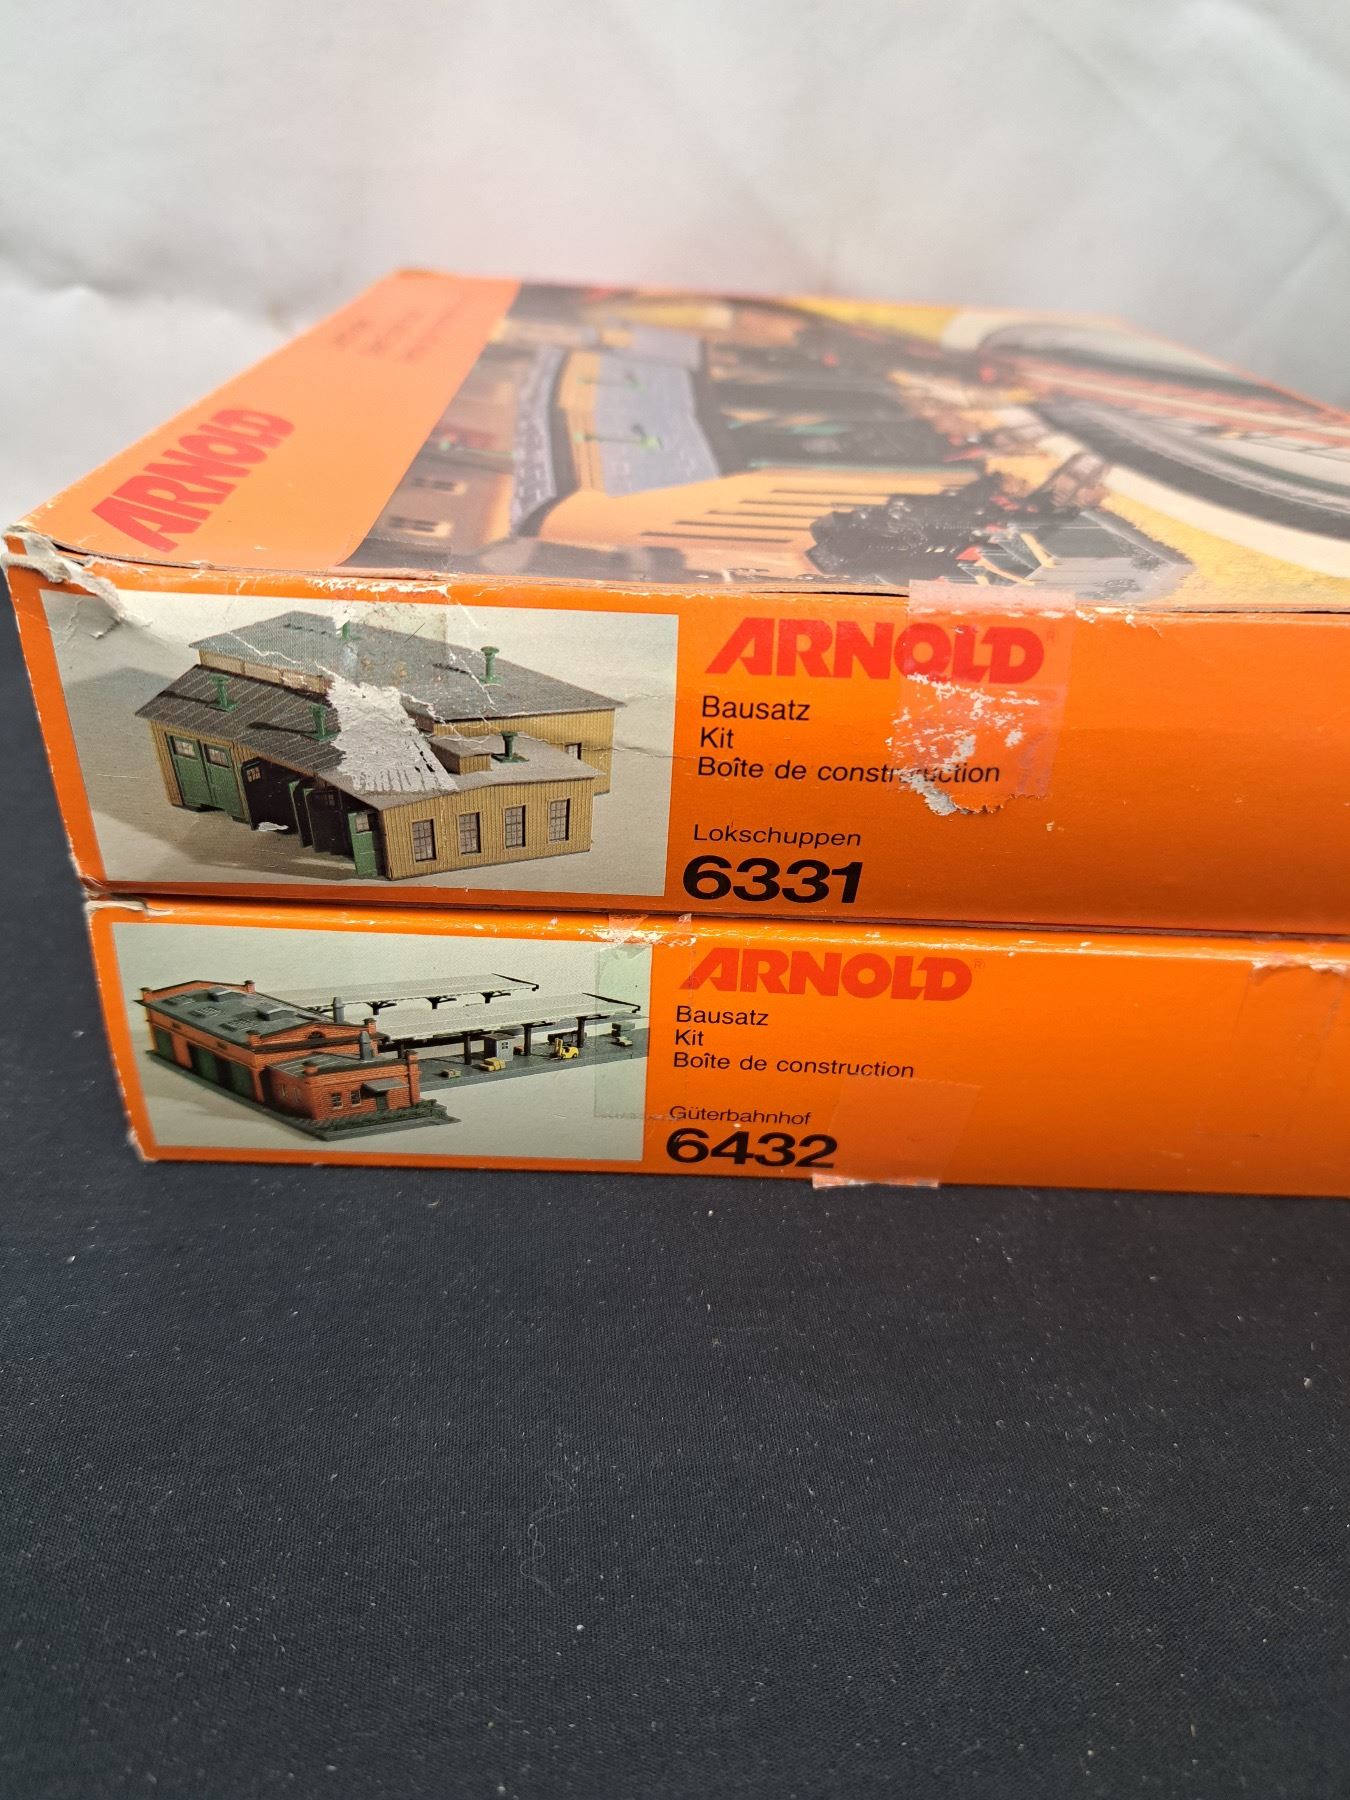 ARNOLD
ARNOLD
Bausatz
Kit
Boîte de construction
Lokschuppen
6331
ARNOLD®
Bausatz
Kit
Boîte de construction
Güterbahnhof
6432